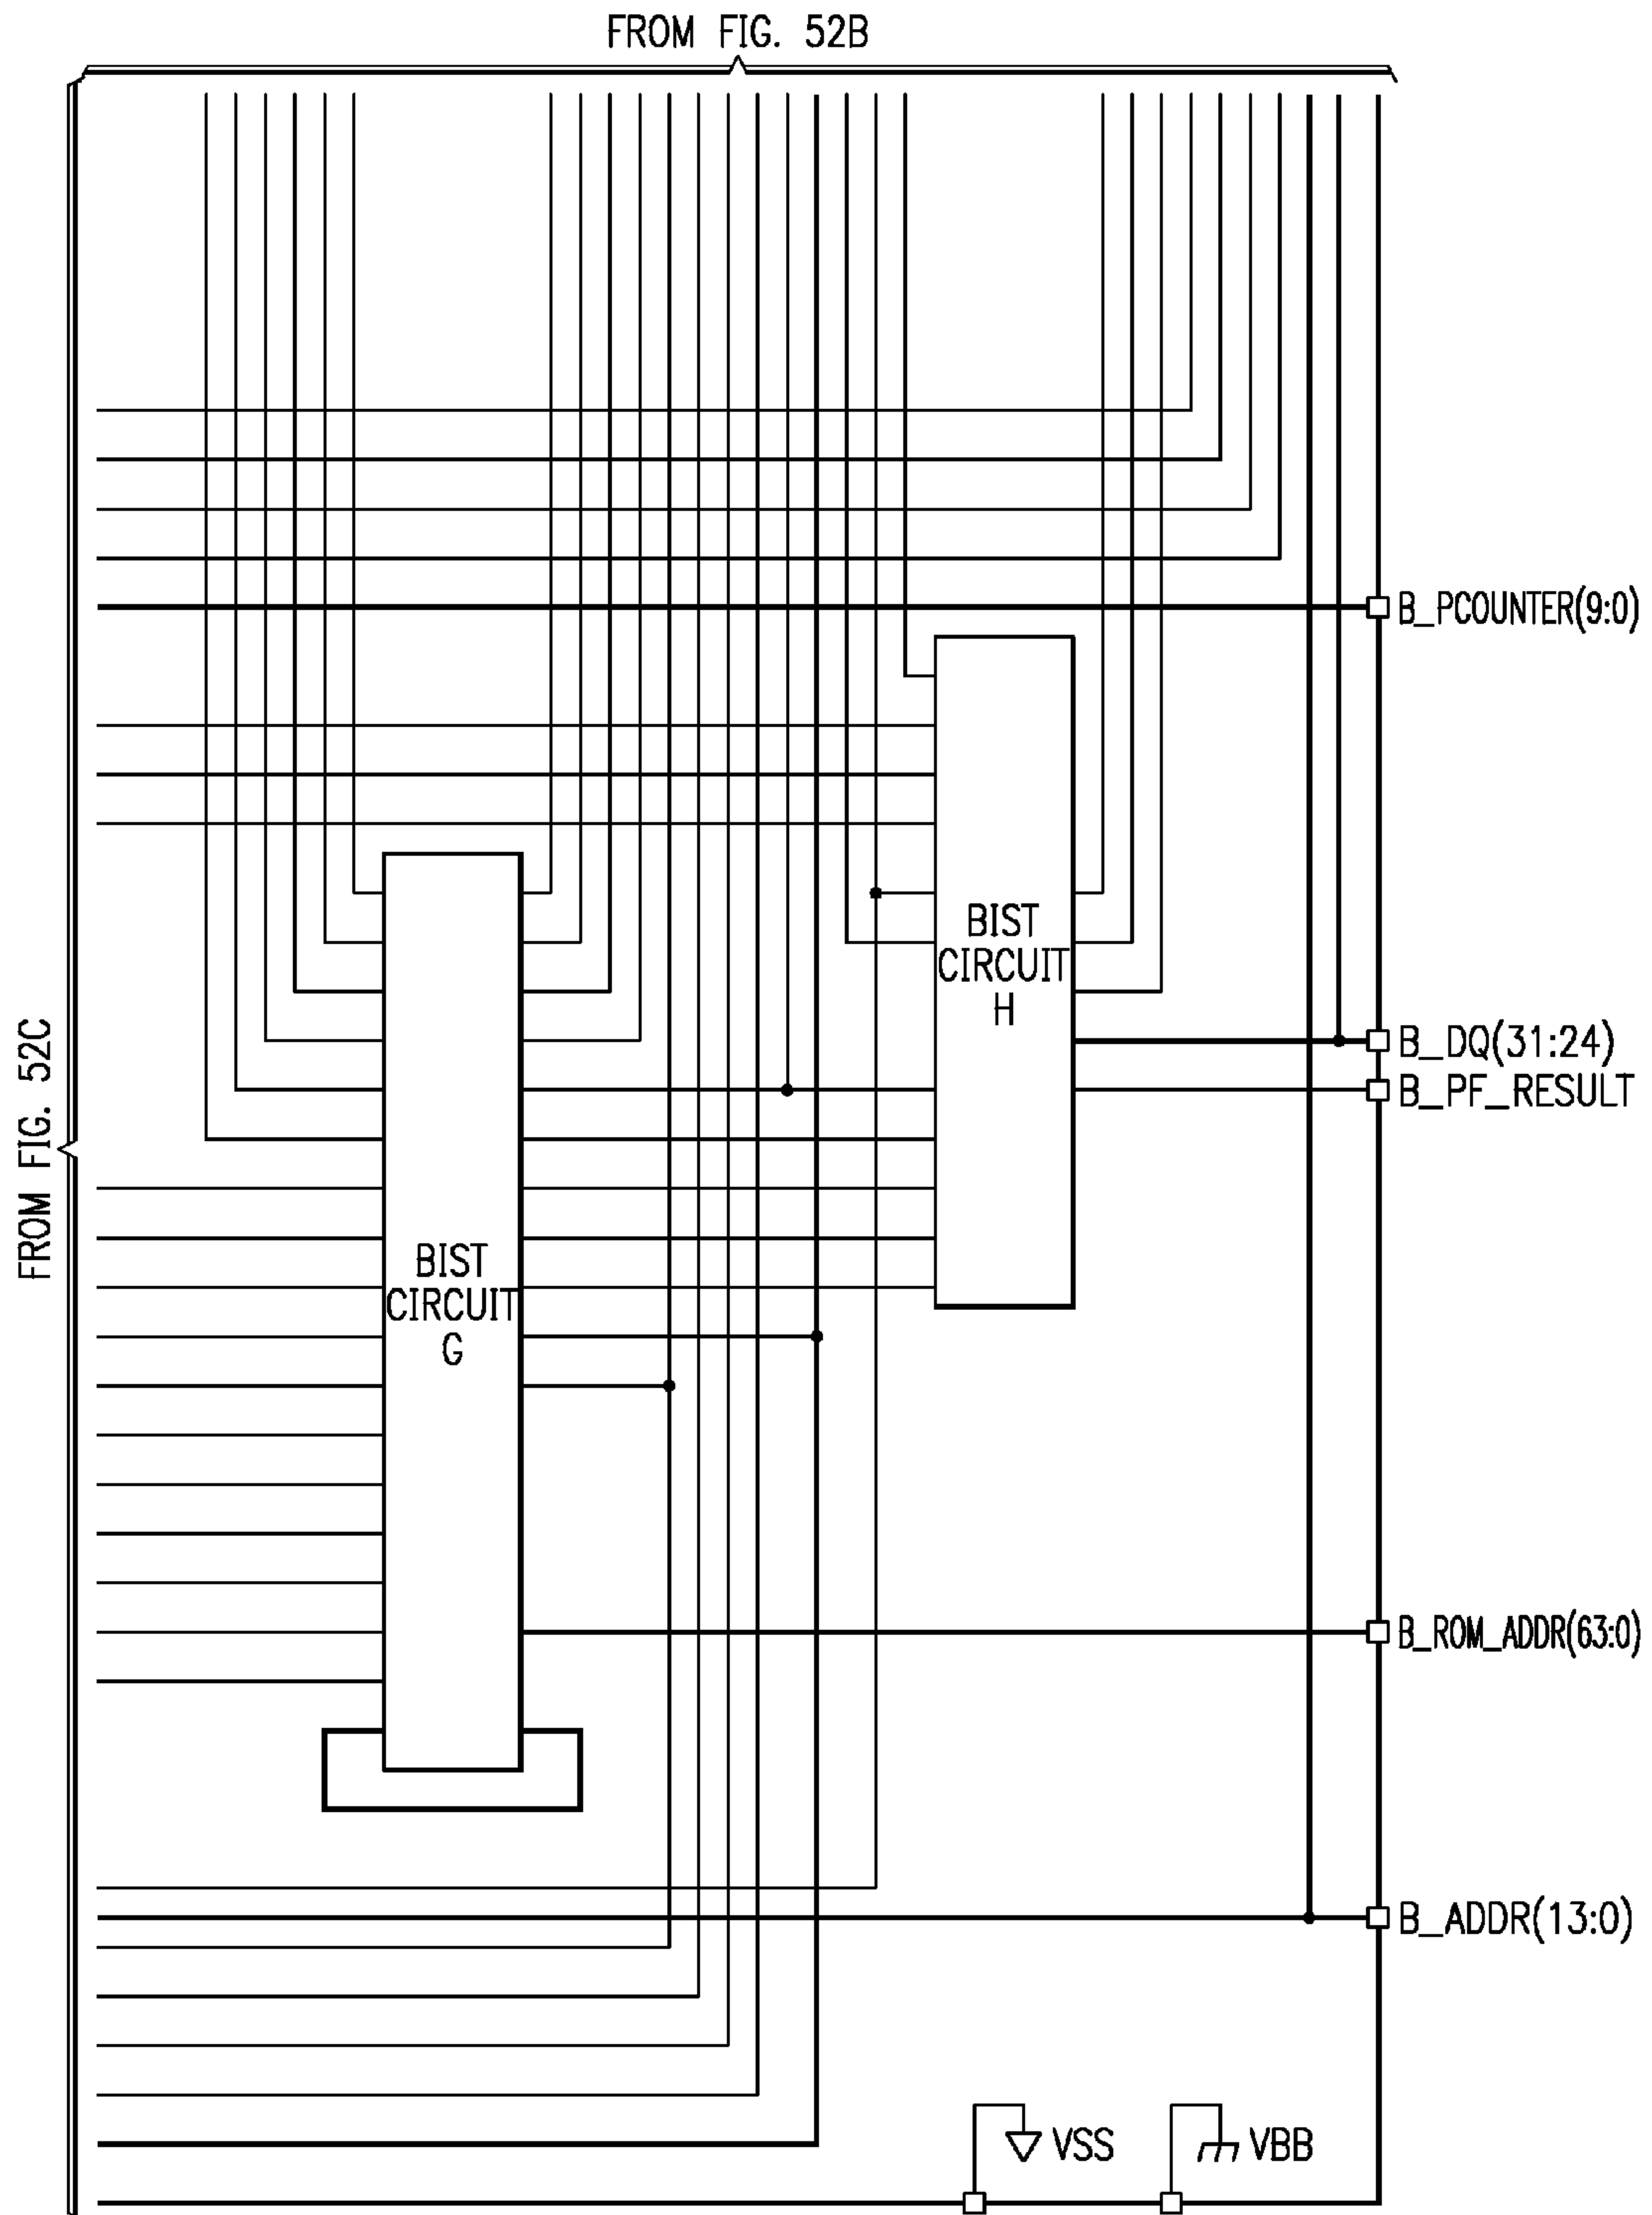 FROM FIG. 52B
FROM FIG. 52C
B_PCOUNTER(9:0)
BIST
CIRCUIT
H
B_DQ(31:24)
B_PF_RESULT
BIST
CIRCUIT
G
B_ROM_ADDR(63:0)
B_ADDR(13:0)
VSS
VBB